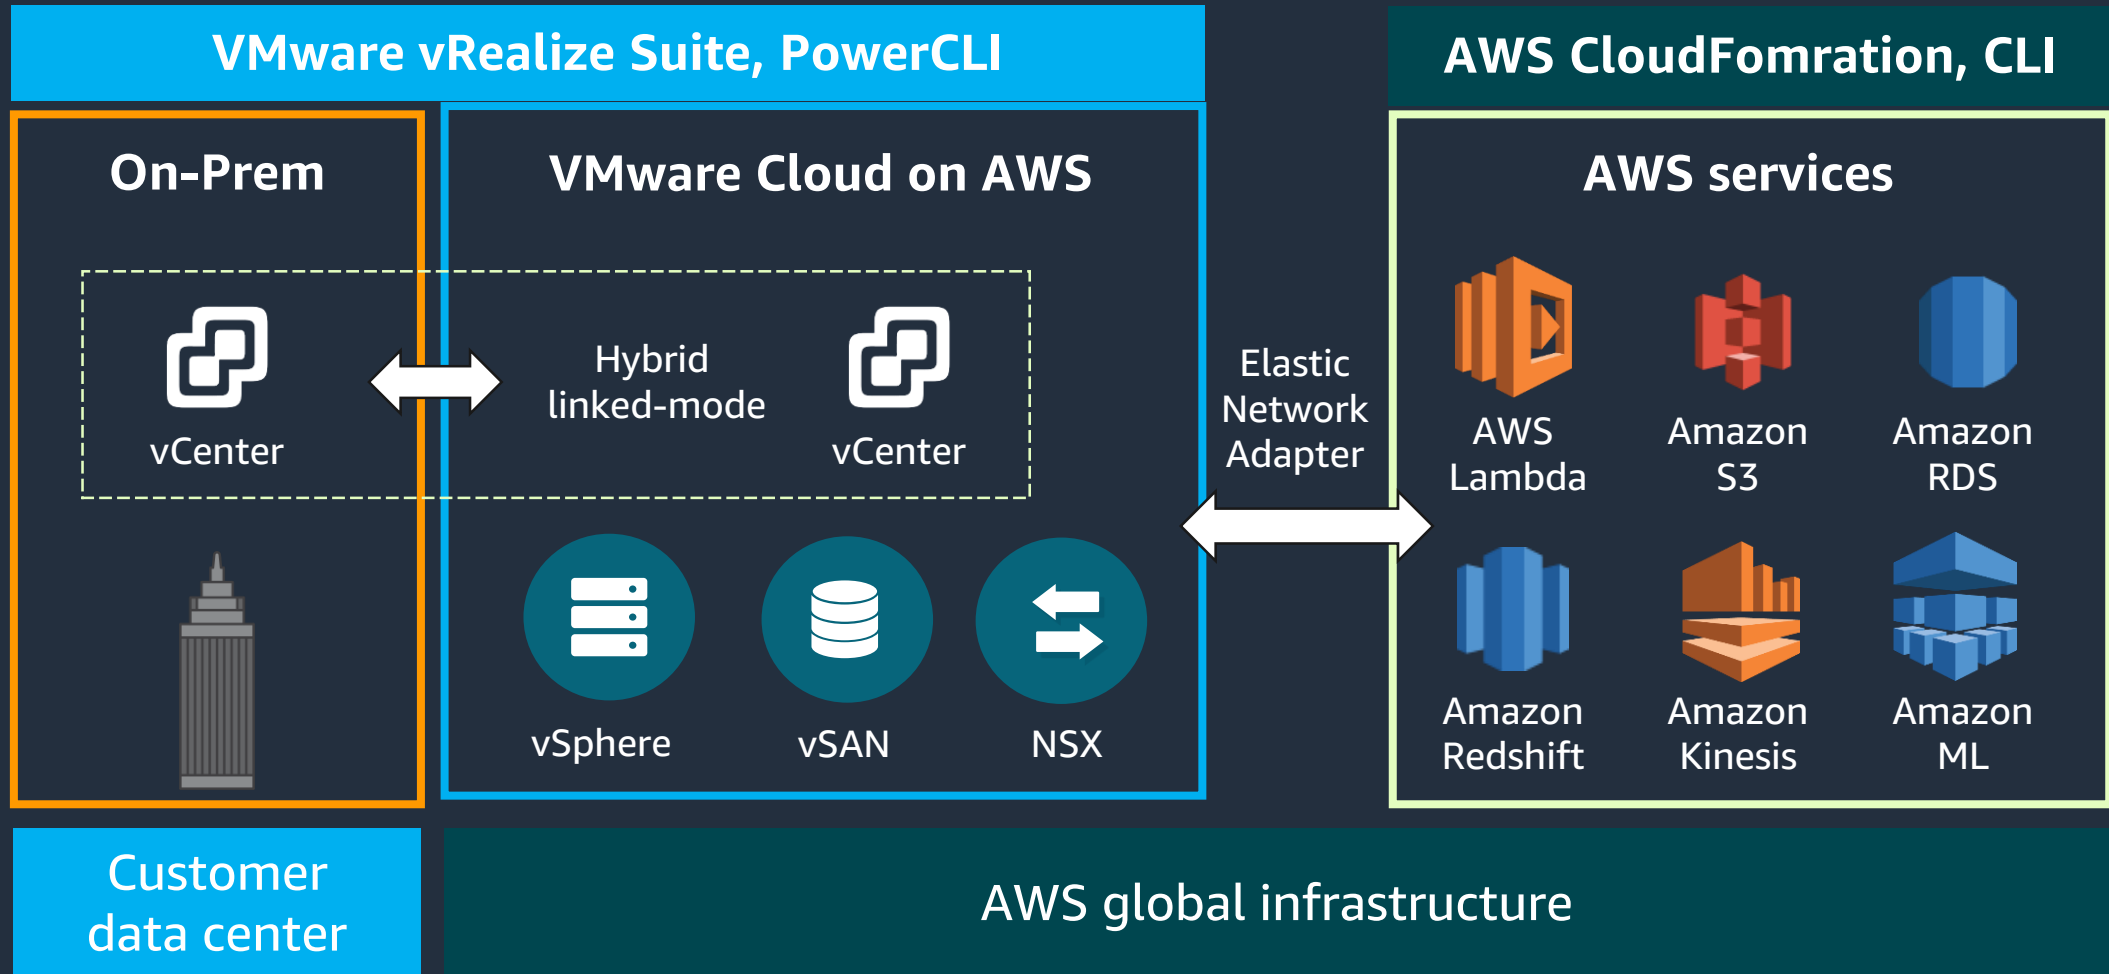 VMware vRealize Suite, PowerCLI
AWS CloudFomration, CLI
On-Prem
VMware Cloud on AWS
AWS services
vCenter
Hybrid
linked-mode
vCenter
Elastic
Network
Adapter
AWS
Lambda
Amazon
S3
Amazon
RDS
vSphere
vSAN
NSX
Amazon
Redshift
Amazon
Kinesis
Amazon
ML
Customer
data center
AWS global infrastructure